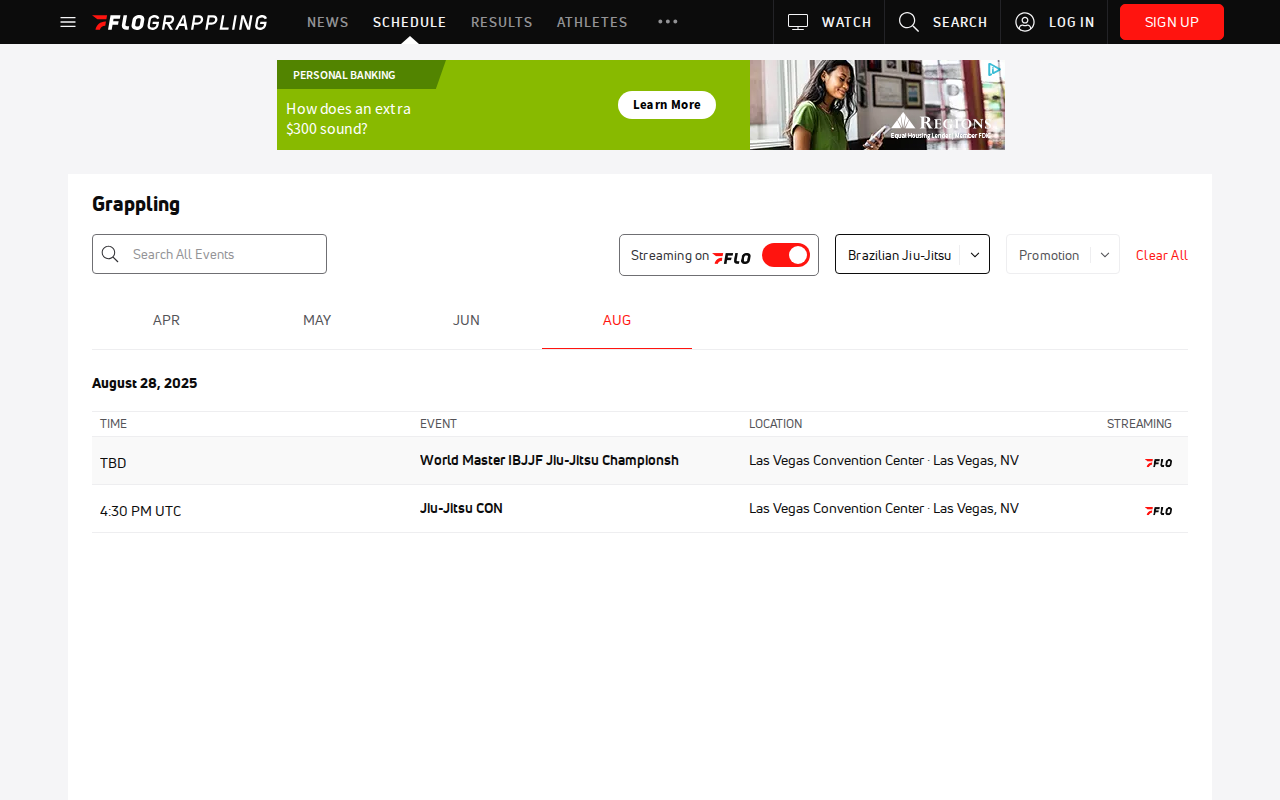 FLOGRAPPLING
NEWS
SCHEDULE
RESULTS
ATHLETES
WATCH
SEARCH
LOG IN
SIGN UP
PERSONAL BANKING
How does an extra
$300 sound?
Learn More
REGIONS
Equal Housing Lender. Member FDIC
Grappling
Search All Events
Streaming on FLO
Brazilian Jiu-Jitsu
Promotion
Clear All
APR
MAY
JUN
AUG
August 28, 2025
TIME EVENT LOCATION STREAMING
TBD World Master IBJJF Jiu-Jitsu Championsh Las Vegas Convention Center · Las Vegas, NV FLO
4:30 PM UTC Jiu-Jitsu CON Las Vegas Convention Center · Las Vegas, NV FLO